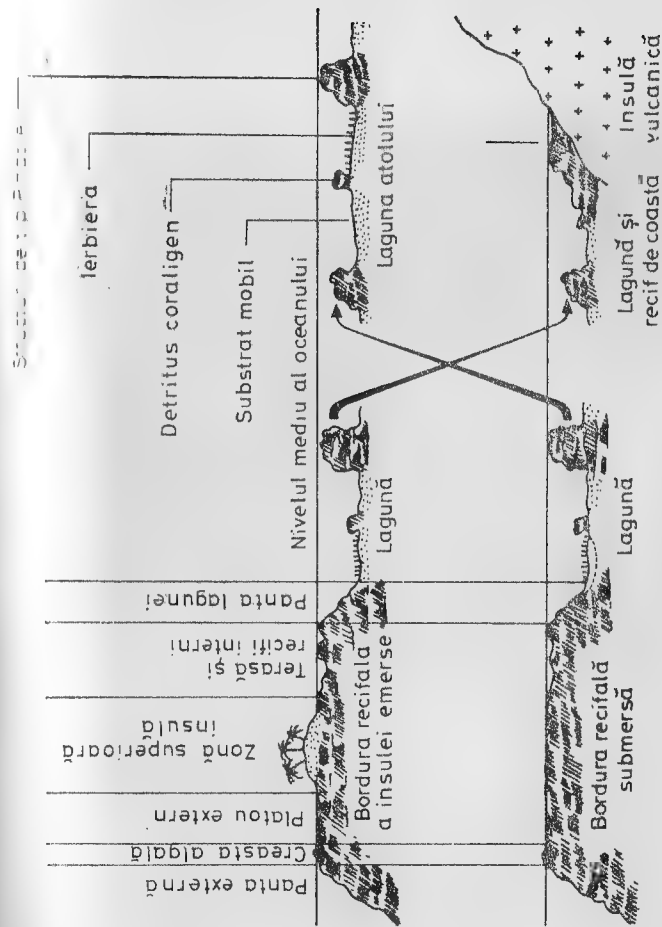 Ierbiera
Detritus coraligen
Substrat mobil
Nivelul mediu al oceanului
Panta externă
Creasta algală
Platou extern
Zonă superioară
insula
Terasă și
recifi interni
Panta lagunei
Bordura recifală
a insulei emerse
Lagună
Laguna atolului
Bordura recifală
submersă
Lagună
Lagună și
recif de coastă
Insulă
vulcanică